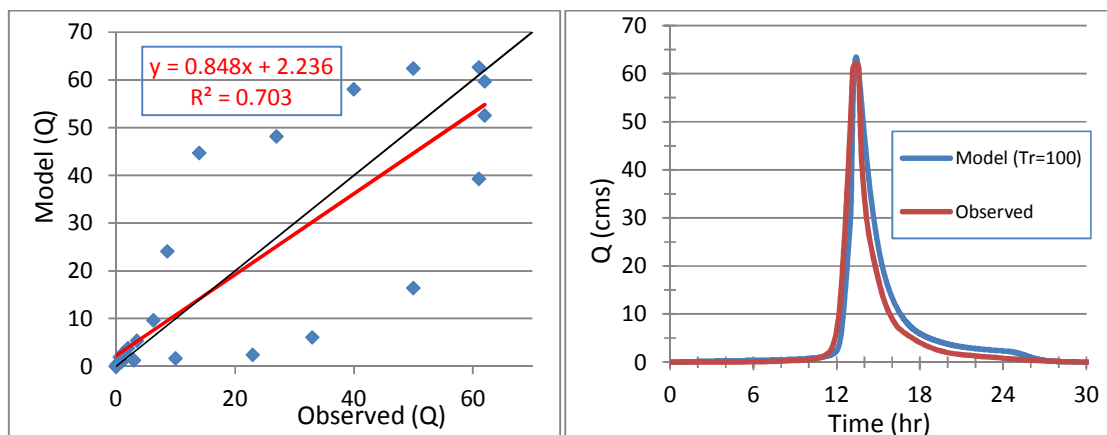 70
60
50
40
30
20
10
0
Model (Q)
y = 0.848x + 2.236
R² = 0.703
0 20 40 60
Observed (Q)
70
60
50
40
30
20
10
0
Q (cms)
Model (Tr=100)
Observed
0 6 12 18 24 30
Time (hr)